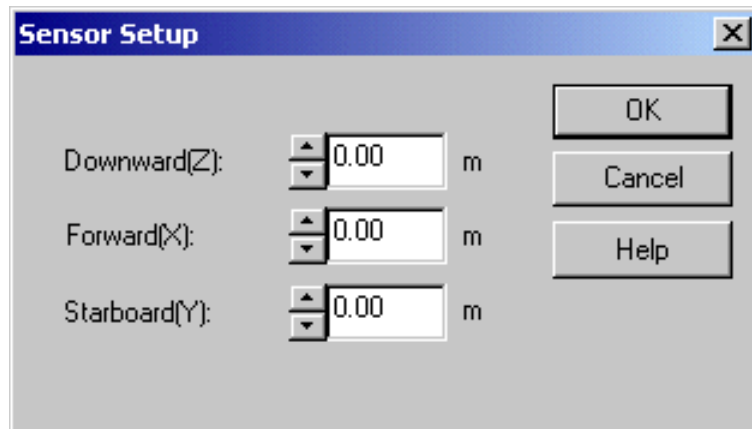 Sensor Setup
Downward(Z): 0.00 m
Forward(X): 0.00 m
Starboard(Y): 0.00 m
OK
Cancel
Help